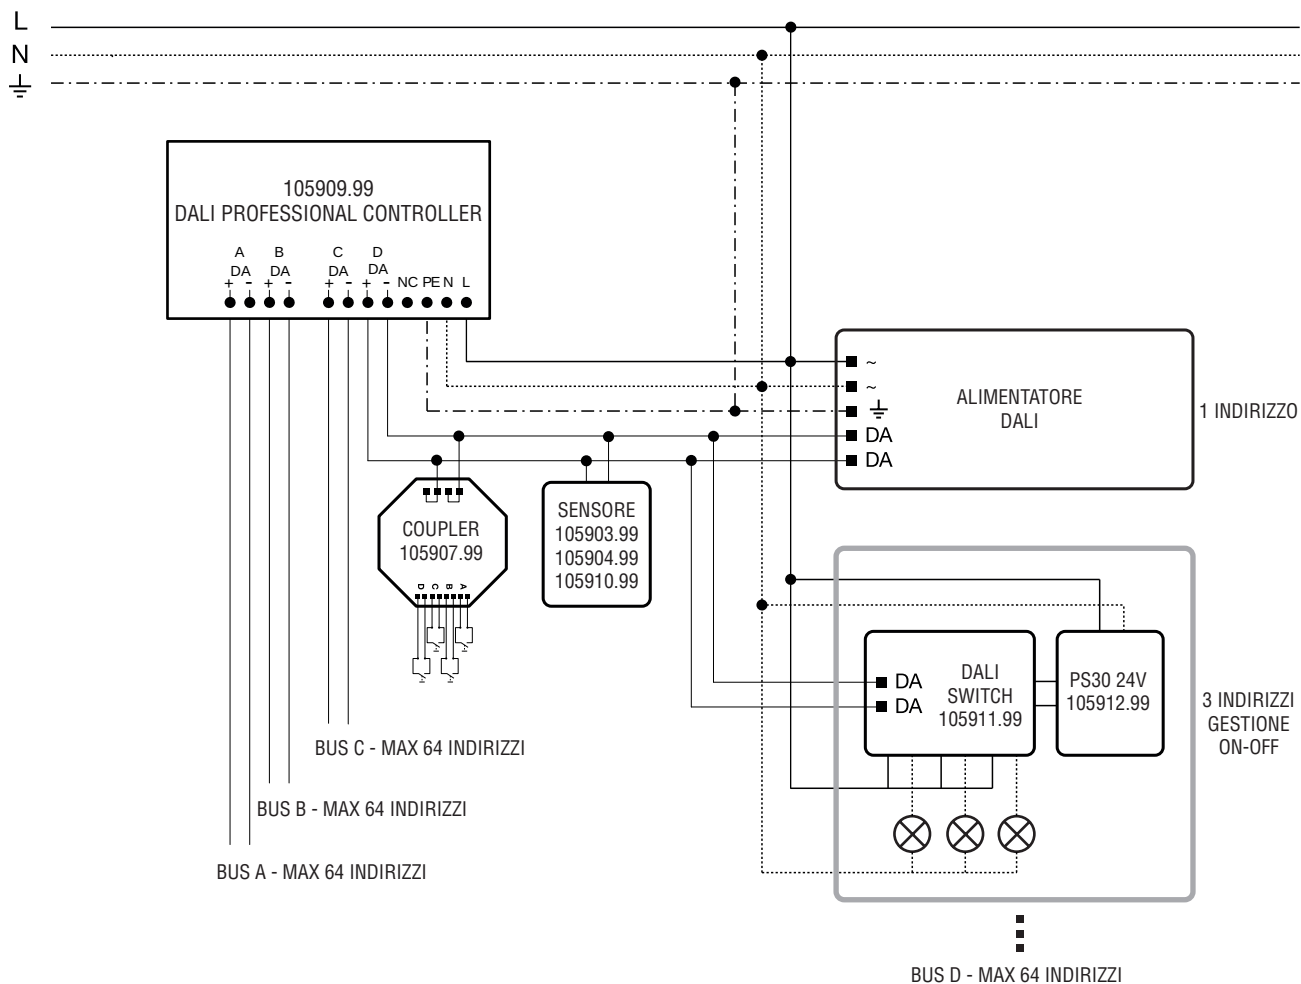 L
N
105909.99
DALI PROFESSIONAL CONTROLLER
A B C D
DA DA DA DA
+ - + - + - + - NC PE N L
~
~
DA
DA
ALIMENTATORE
DALI
1 INDIRIZZO
COUPLER
105907.99
D C B A
SENSORE
105903.99
105904.99
105910.99
DA
DA
DALI
SWITCH
105911.99
PS30 24V
105912.99
3 INDIRIZZI
GESTIONE
ON-OFF
BUS C - MAX 64 INDIRIZZI
BUS B - MAX 64 INDIRIZZI
BUS A - MAX 64 INDIRIZZI
BUS D - MAX 64 INDIRIZZI